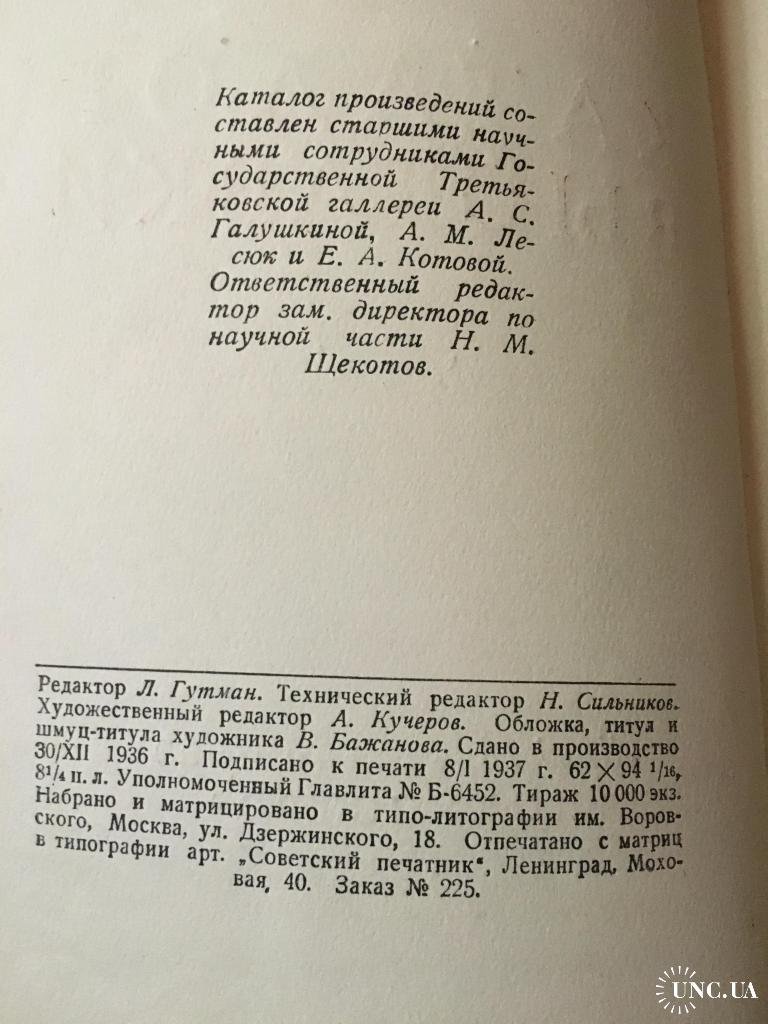 Каталог произведений со-
ставлен старшими науч-
ными сотрудниками Го-
сударственной Третья-
ковской галлереи А. С.
Галушкиной, А. М. Ле-
сюк и Е. А. Котовой.
Ответственный редак-
тор зам. директора по
научной части Н. М.
Щекотов.
Редактор Л. Гутман. Технический редактор Н. Сильников.
Художественный редактор А. Кучеров. Обложка, титул и
шмуц-титула художника В. Бажанова. Сдано в производство
30/XII 1936 г. Подписано к печати 8/I 1937 г. 62 × 94 1/16,
8¹/₄ п. л. Уполномоченный Главлита № Б-6452. Тираж 10 000 экз.
Набрано и матрицировано в типо-литографии им. Воров-
ского, Москва, ул. Дзержинского, 18. Отпечатано с матриц
в типографии арт. „Советский печатник“, Ленинград, Мохо-
вая, 40. Заказ № 225.
UNC.UA